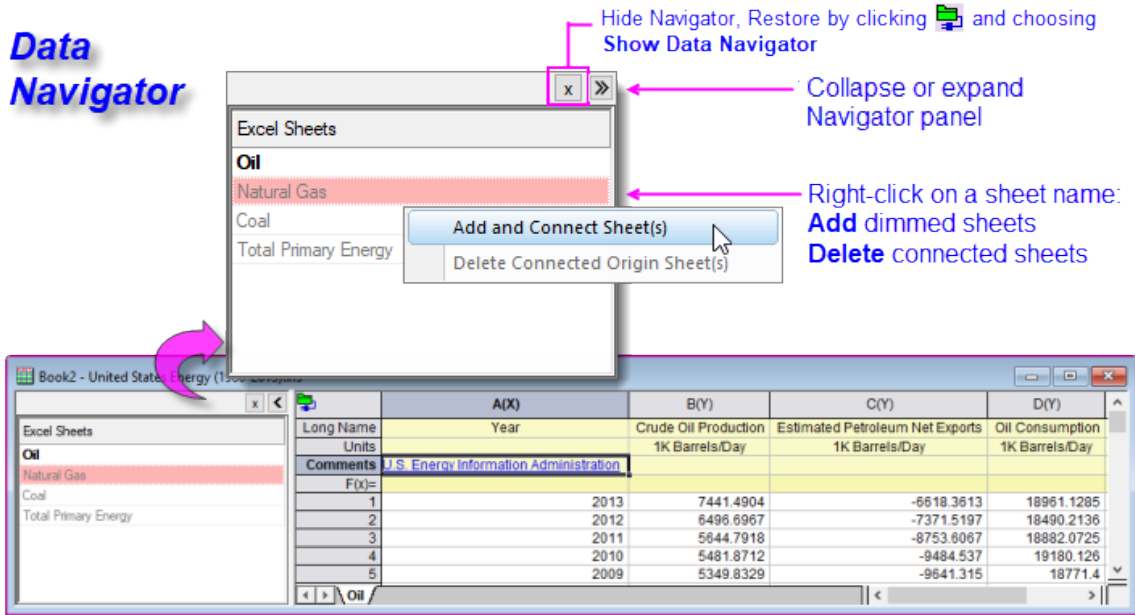 Data
Navigator
Hide Navigator, Restore by clicking and choosing
Show Data Navigator
x »
Collapse or expand
Navigator panel
Excel Sheets
Oil
Natural Gas
Coal
Total Primary Energy
Add and Connect Sheet(s)
Delete Connected Origin Sheet(s)
Right-click on a sheet name:
Add dimmed sheets
Delete connected sheets
Book2 - United States Energy
x <
Excel Sheets
Oil
Natural Gas
Coal
Total Primary Energy
A(X) B(Y) C(Y) D(Y)
Long Name Year Crude Oil Production Estimated Petroleum Net Exports Oil Consumption
Units 1K Barrels/Day 1K Barrels/Day 1K Barrels/Day
Comments U.S. Energy Information Administration
F(x)=
1 2013 7441.4904 -6618.3613 18961.1285
2 2012 6496.6967 -7371.5197 18490.2136
3 2011 5644.7918 -8753.6067 18882.0725
4 2010 5481.8712 -9484.537 19180.126
5 2009 5349.8329 -9641.315 18771.4
Oil